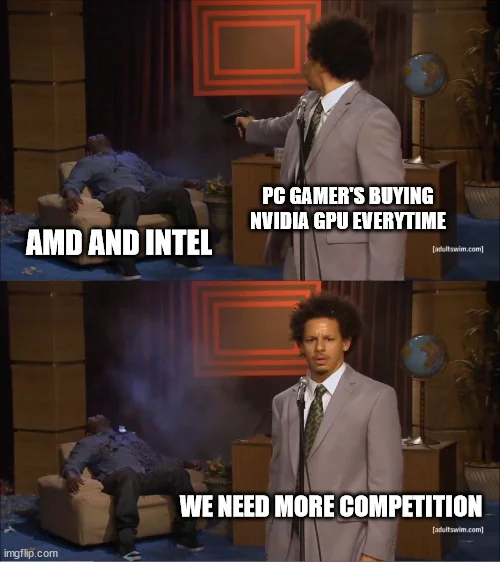 PC GAMER'S BUYING
NVIDIA GPU EVERYTIME
AMD AND INTEL
[adultswim.com]
WE NEED MORE COMPETITION
[adultswim.com]
imgflip.com